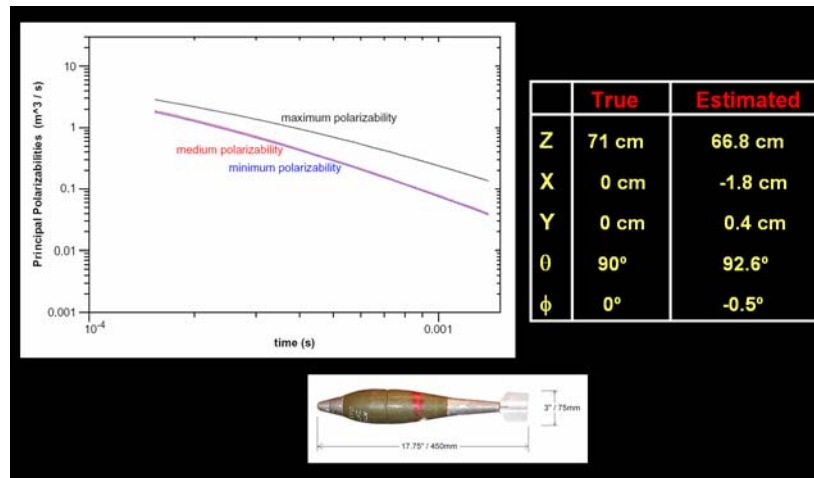 Principal Polarizabilities (m^3 / s)
10
1
0.1
0.01
0.001
10-4
0.001
time (s)
maximum polarizability
medium polarizability
minimum polarizability
True Estimated
Z 71 cm 66.8 cm
X 0 cm -1.8 cm
Y 0 cm 0.4 cm
θ 90º 92.6º
ϕ 0º -0.5º
3" / 75mm
17.75" / 450mm